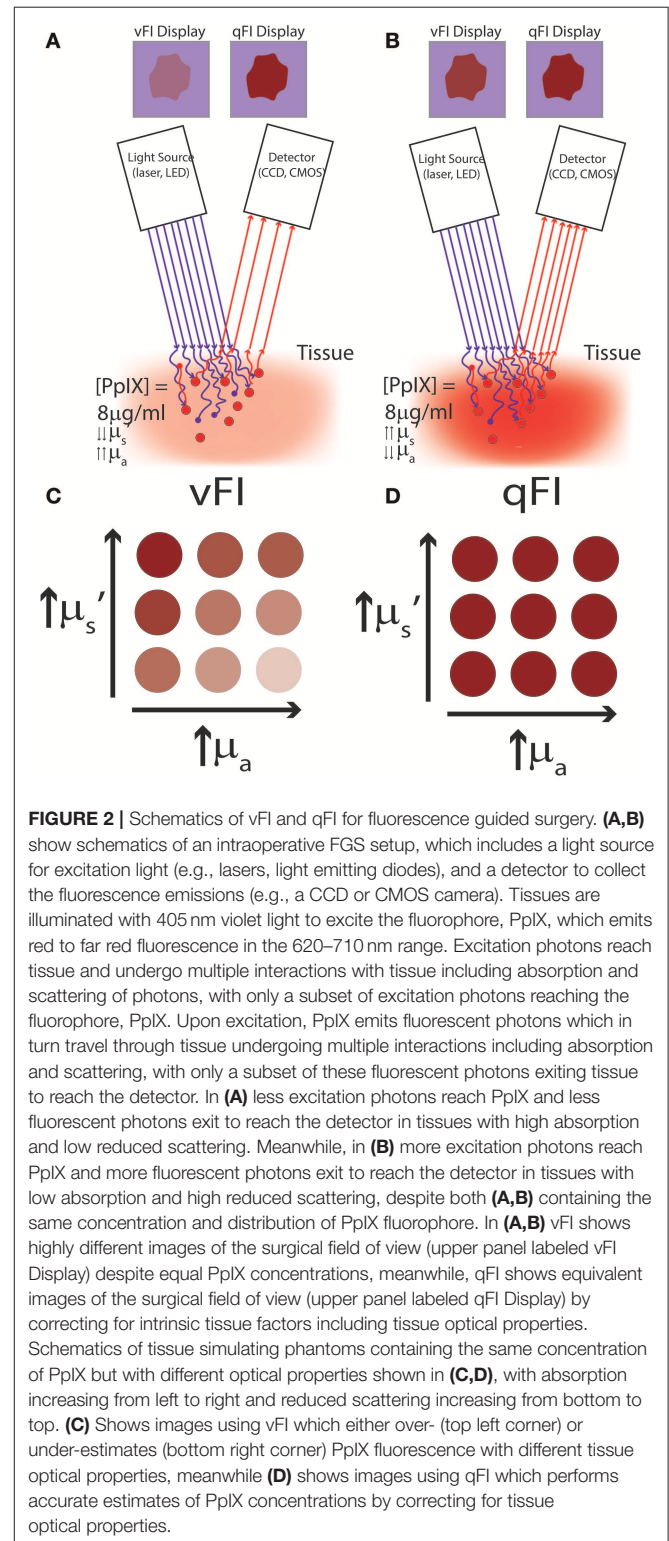 A
vFI Display
qFI Display
B
vFI Display
qFI Display
Light Source
(laser, LED)
Detector
(CCD, CMOS)
Light Source
(laser, LED)
Detector
(CCD, CMOS)
Tissue
[PpIX] =
8μg/ml
↓↓μs'
↑↑μa
Tissue
[PpIX] =
8μg/ml
↑↑μs'
↓↓μa
C
vFI
↑μs'
↑μa
D
qFI
↑μs'
↑μa
FIGURE 2 | Schematics of vFI and qFI for fluorescence guided surgery. (A,B)
show schematics of an intraoperative FGS setup, which includes a light source
for excitation light (e.g., lasers, light emitting diodes), and a detector to collect
the fluorescence emissions (e.g., a CCD or CMOS camera). Tissues are
illuminated with 405 nm violet light to excite the fluorophore, PpIX, which emits
red to far red fluorescence in the 620–710 nm range. Excitation photons reach
tissue and undergo multiple interactions with tissue including absorption and
scattering of photons, with only a subset of excitation photons reaching the
fluorophore, PpIX. Upon excitation, PpIX emits fluorescent photons which in
turn travel through tissue undergoing multiple interactions including absorption
and scattering, with only a subset of these fluorescent photons exiting tissue
to reach the detector. In (A) less excitation photons reach PpIX and less
fluorescent photons exit to reach the detector in tissues with high absorption
and low reduced scattering. Meanwhile, in (B) more excitation photons reach
PpIX and more fluorescent photons exit to reach the detector in tissues with
low absorption and high reduced scattering, despite both (A,B) containing the
same concentration and distribution of PpIX fluorophore. In (A,B) vFI shows
highly different images of the surgical field of view (upper panel labeled vFI
Display) despite equal PpIX concentrations, meanwhile, qFI shows equivalent
images of the surgical field of view (upper panel labeled qFI Display) by
correcting for intrinsic tissue factors including tissue optical properties.
Schematics of tissue simulating phantoms containing the same concentration
of PpIX but with different optical properties shown in (C,D), with absorption
increasing from left to right and reduced scattering increasing from bottom to
top. (C) Shows images using vFI which either over- (top left corner) or
under-estimates (bottom right corner) PpIX fluorescence with different tissue
optical properties, meanwhile (D) shows images using qFI which performs
accurate estimates of PpIX concentrations by correcting for tissue
optical properties.